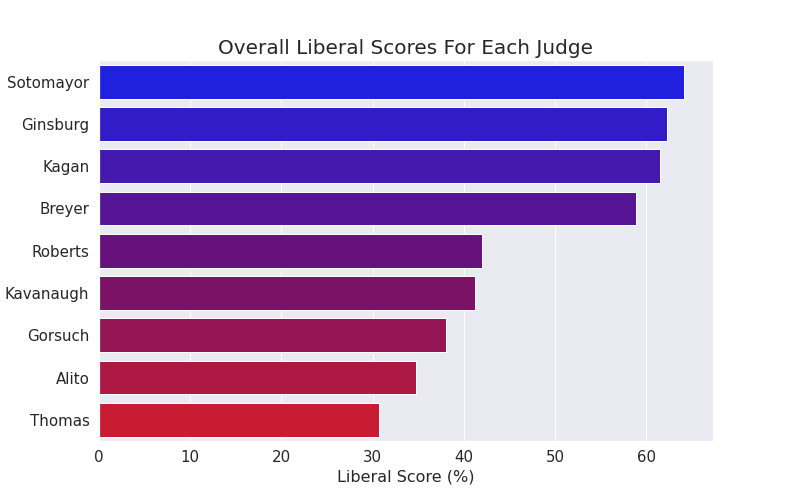 Overall Liberal Scores For Each Judge
Sotomayor
Ginsburg
Kagan
Breyer
Roberts
Kavanaugh
Gorsuch
Alito
Thomas
0 10 20 30 40 50 60
Liberal Score (%)